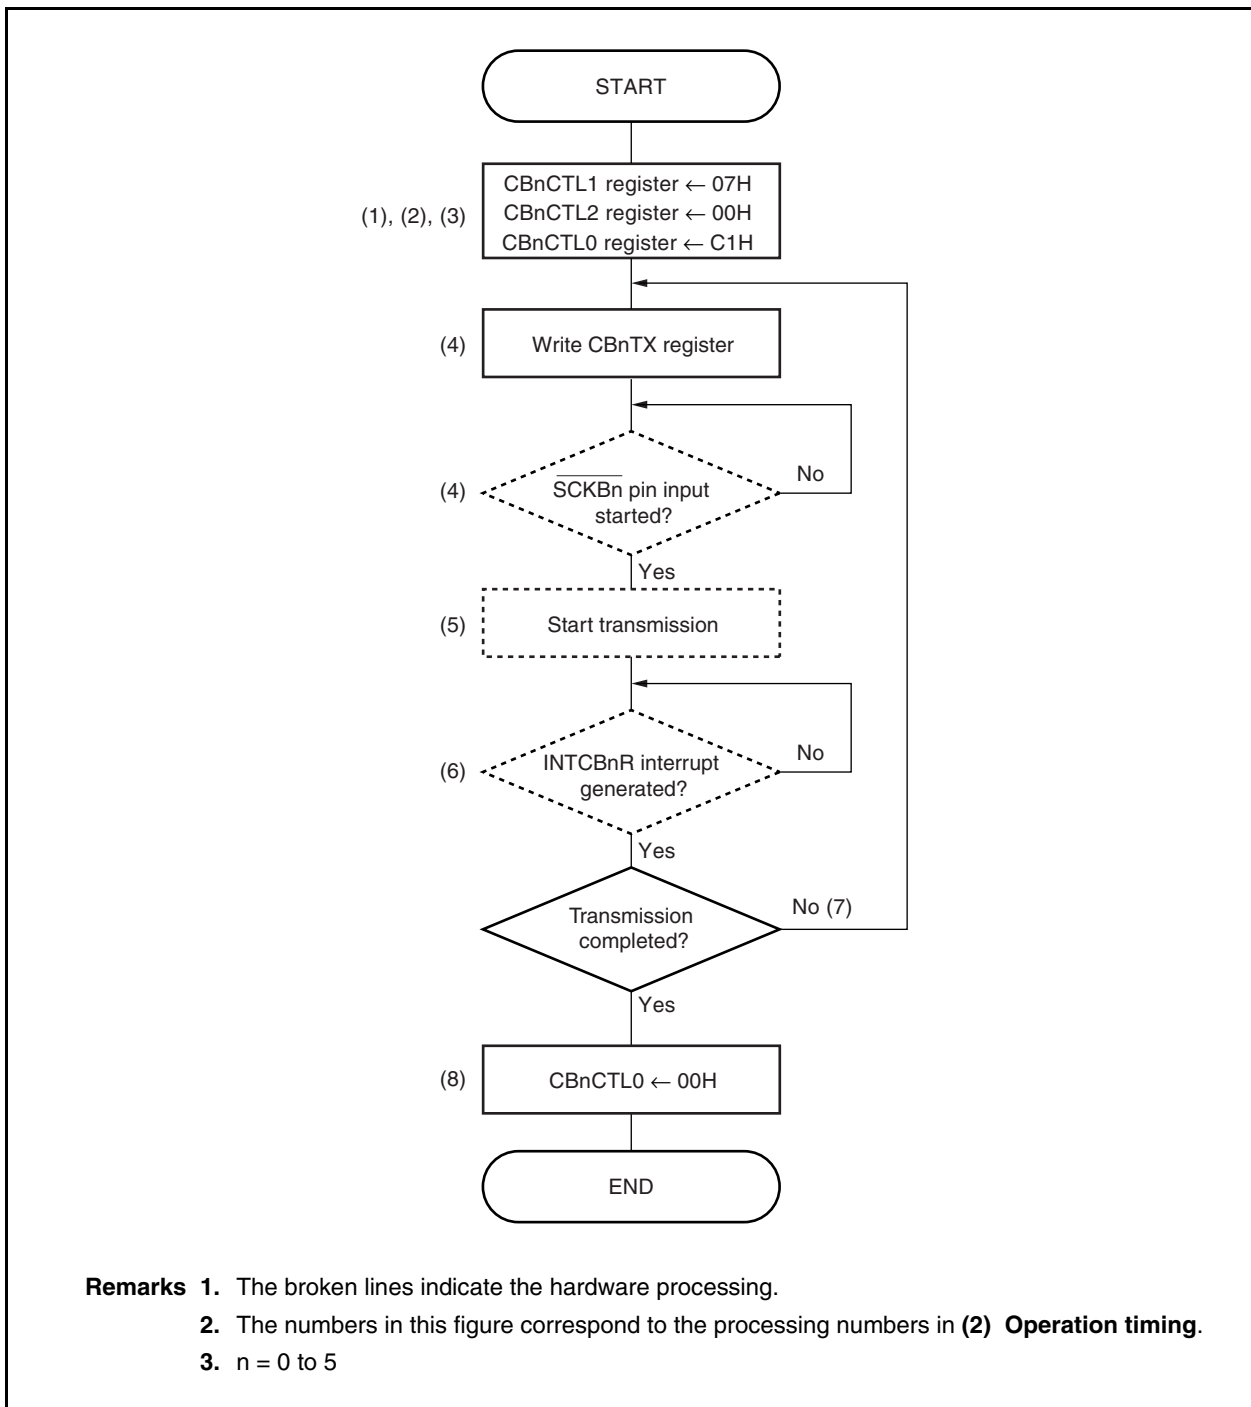 START
CBnCTL1 register ← 07H
(1), (2), (3)
CBnCTL2 register ← 00H
CBnCTL0 register ← C1H
(4)
Write CBnTX register
No
(4)
SCKBn pin input
started?
Yes
(5)
Start transmission
No
(6)
INTCBnR interrupt
generated?
Yes
No (7)
Transmission
completed?
Yes
(8)
CBnCTL0 ← 00H
END
Remarks 1. The broken lines indicate the hardware processing.
2. The numbers in this figure correspond to the processing numbers in (2) Operation timing.
3. n = 0 to 5